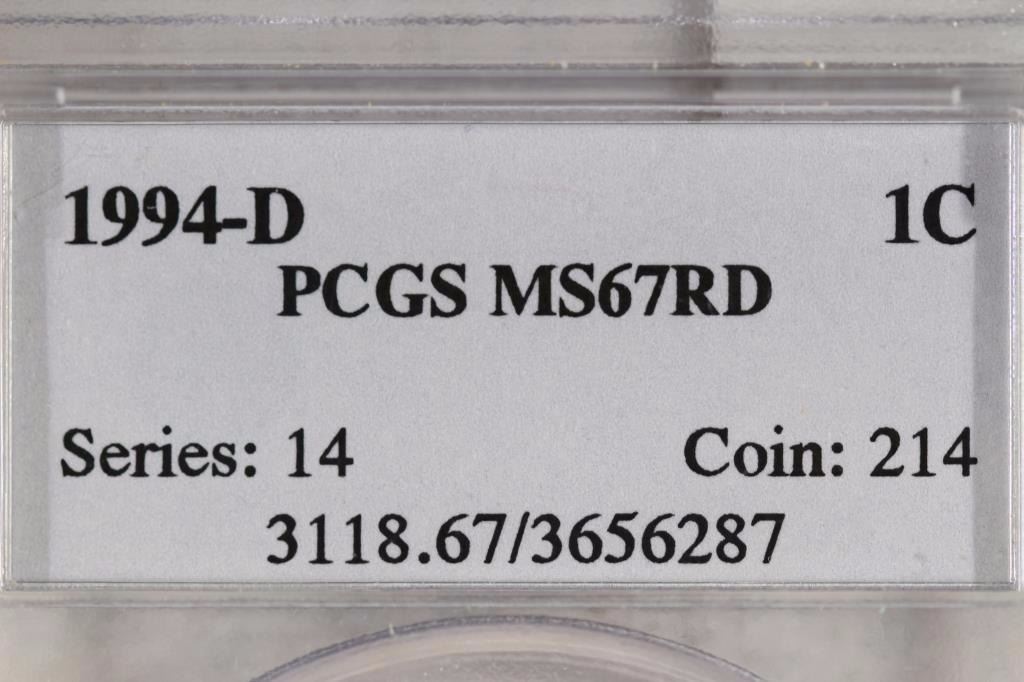 1994-D 1C
PCGS MS67RD
Series: 14 Coin: 214
3118.67/3656287